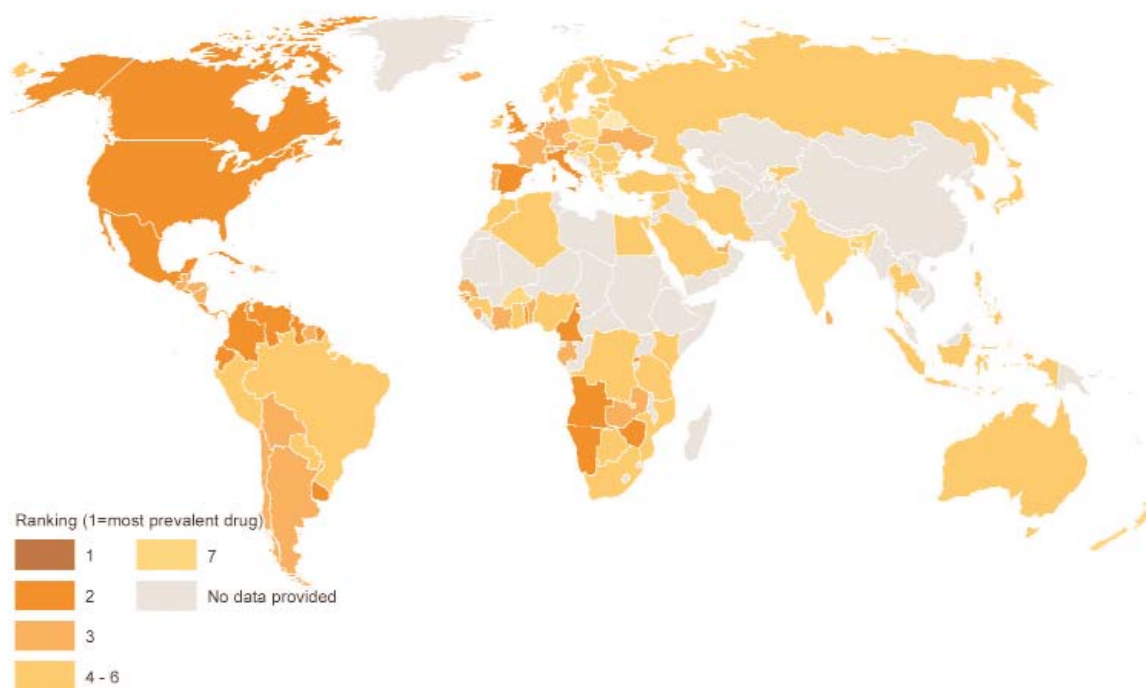 Ranking (1=most prevalent drug)
1
7
2
No data provided
3
4 - 6